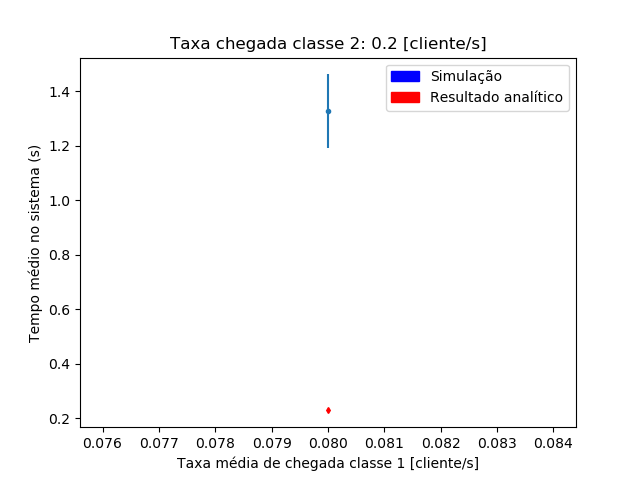 Taxa chegada classe 2: 0.2 [cliente/s]
Simulação
Resultado analítico
1.4
1.2
1.0
0.8
0.6
0.4
0.2
Tempo médio no sistema (s)
0.076 0.077 0.078 0.079 0.080 0.081 0.082 0.083 0.084
Taxa média de chegada classe 1 [cliente/s]